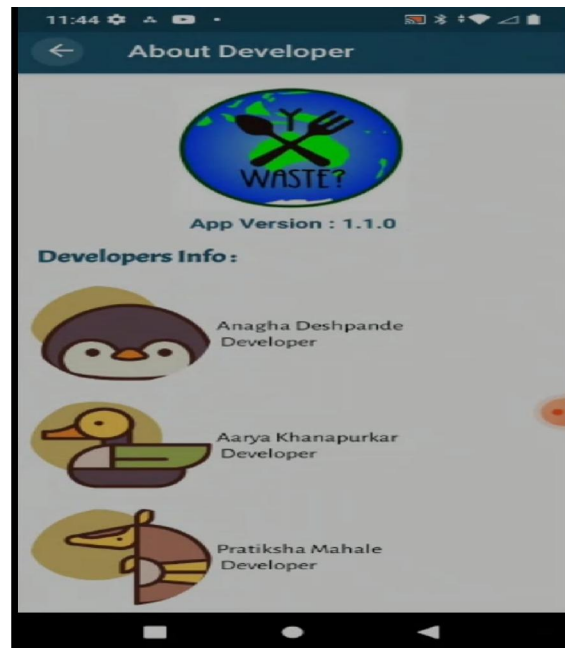 11:44
About Developer
Y
WASTE?
App Version : 1.1.0
Developers Info :
Anagha Deshpande
Developer
Aarya Khanapurkar
Developer
Pratiksha Mahale
Developer